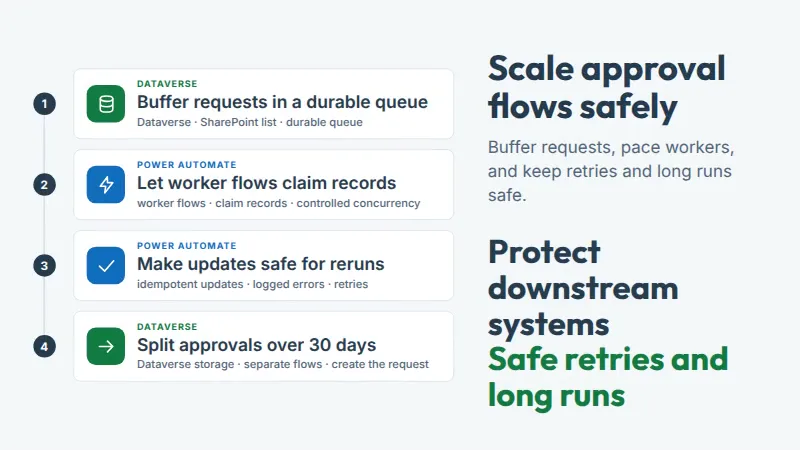 1
DATAVERSE
Buffer requests in a durable queue
Dataverse · SharePoint list · durable queue
2
POWER AUTOMATE
Let worker flows claim records
worker flows · claim records · controlled concurrency
3
POWER AUTOMATE
Make updates safe for reruns
idempotent updates · logged errors · retries
4
DATAVERSE
Split approvals over 30 days
Dataverse storage · separate flows · create the request
Scale approval
flows safely
Buffer requests, pace workers,
and keep retries and long runs
safe.
Protect
downstream
systems
Safe retries and
long runs